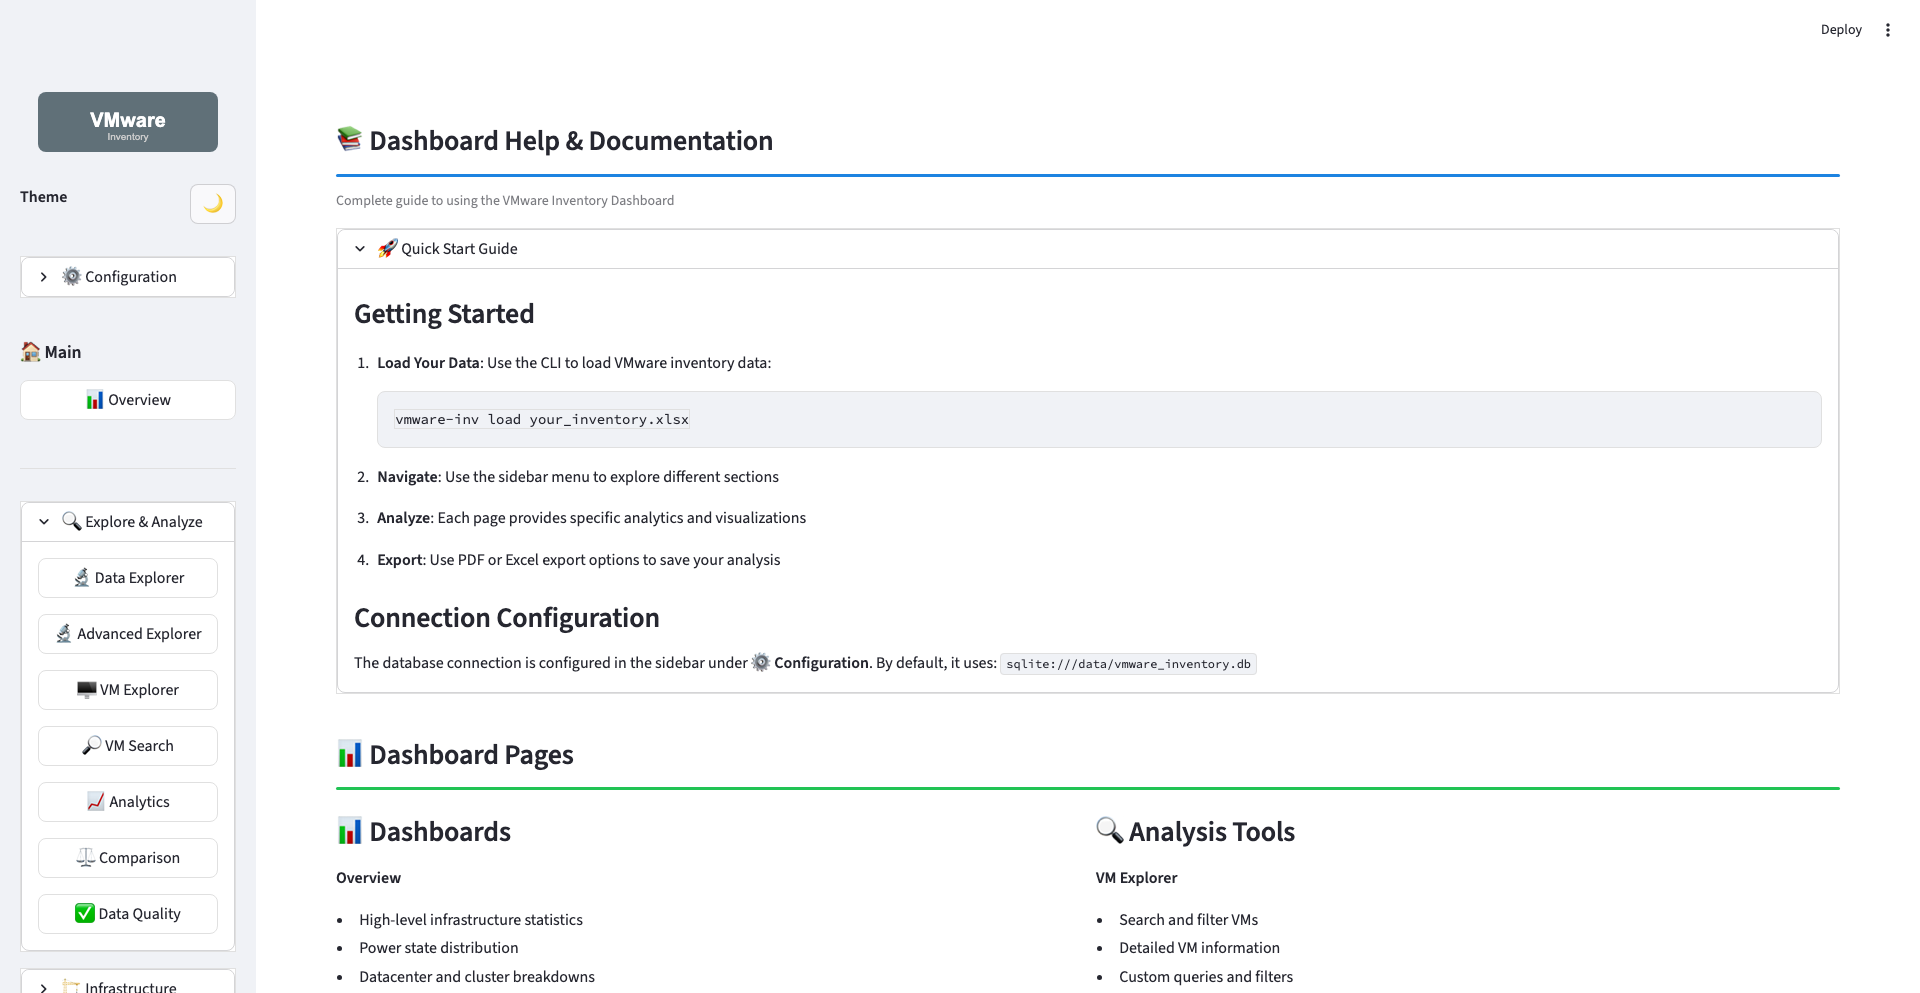 Deploy
VMware
Inventory
Theme
Configuration
Main
Overview
Explore & Analyze
Data Explorer
Advanced Explorer
VM Explorer
VM Search
Analytics
Comparison
Data Quality
Infrastructure
Dashboard Help & Documentation
Complete guide to using the VMware Inventory Dashboard
Quick Start Guide
Getting Started
1. Load Your Data: Use the CLI to load VMware inventory data:
vmware-inv load your_inventory.xlsx
2. Navigate: Use the sidebar menu to explore different sections
3. Analyze: Each page provides specific analytics and visualizations
4. Export: Use PDF or Excel export options to save your analysis
Connection Configuration
The database connection is configured in the sidebar under ⚙️ Configuration. By default, it uses: sqlite:///data/vmware_inventory.db
Dashboard Pages
Dashboards
Overview
• High-level infrastructure statistics
• Power state distribution
• Datacenter and cluster breakdowns
Analysis Tools
VM Explorer
• Search and filter VMs
• Detailed VM information
• Custom queries and filters